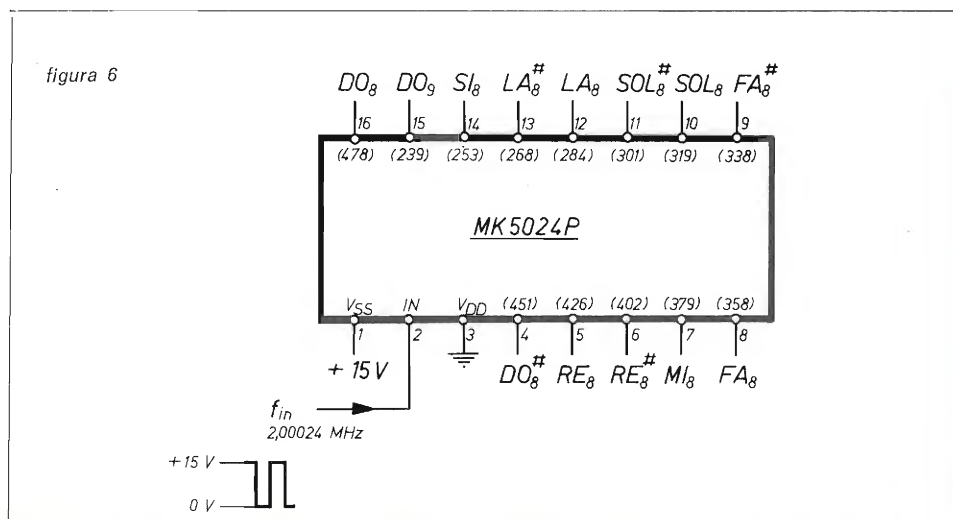 figura 6
DO8 DO9 SI8 LA#8 LA8 SOL#8 SOL8 FA#8
16 15 14 13 12 11 10 9
(478) (239) (253) (268) (284) (301) (319) (338)
MK5024P
VSS IN VDD (451) (426) (402) (379) (358)
1 2 3 4 5 6 7 8
+ 15 V DO#8 RE8 RE#8 MI8 FA8
fin
2,00024 MHz
+ 15 V
0 V